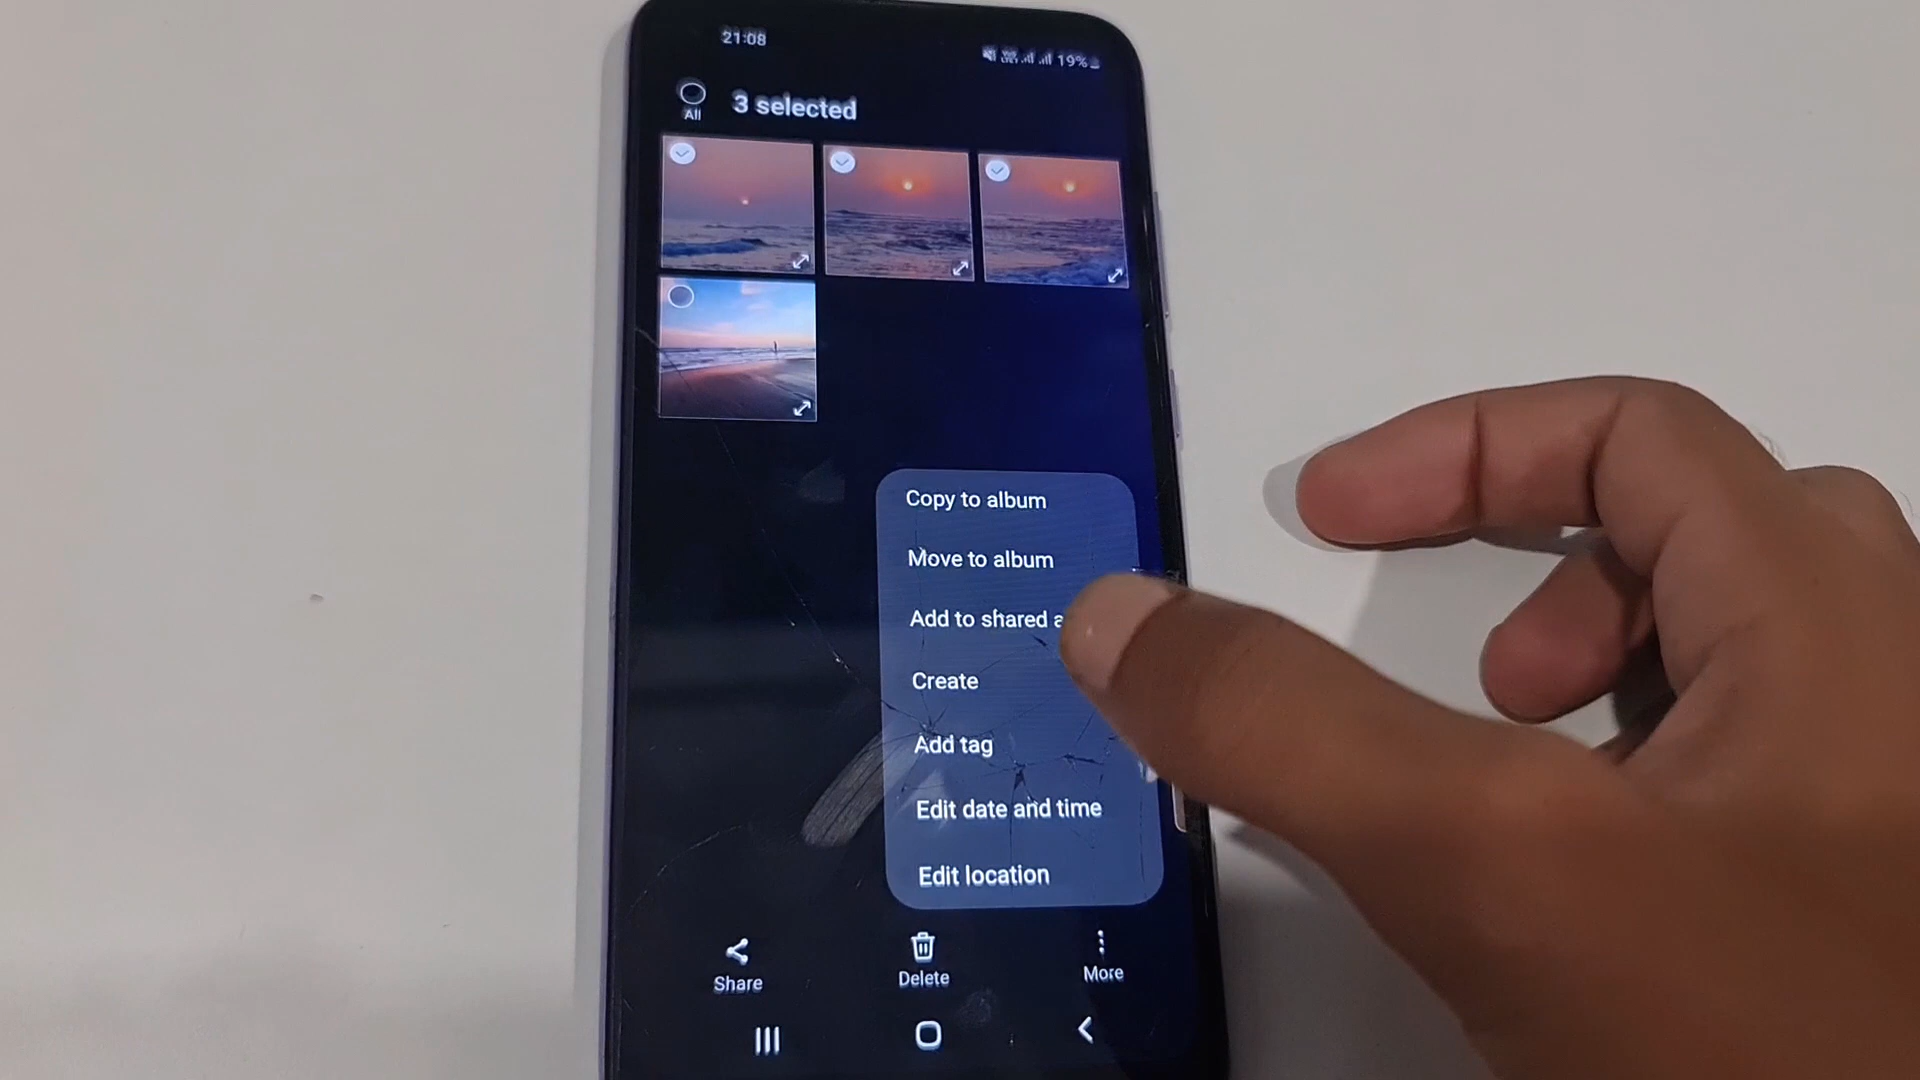 21:08
19%
All
3 selected
Copy to album
Move to album
Add to shared a
Create
Add tag
Edit date and time
Edit location
Share
Delete
More